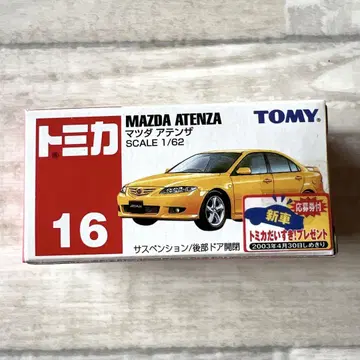 トミカ
16
MAZDA ATENZA
マツダ アテンザ
SCALE 1/62
TOMY
サスペンション/後部ドア開閉
応募券付
新車
トミカだいすき!プレゼント
2003年4月30日しめきり